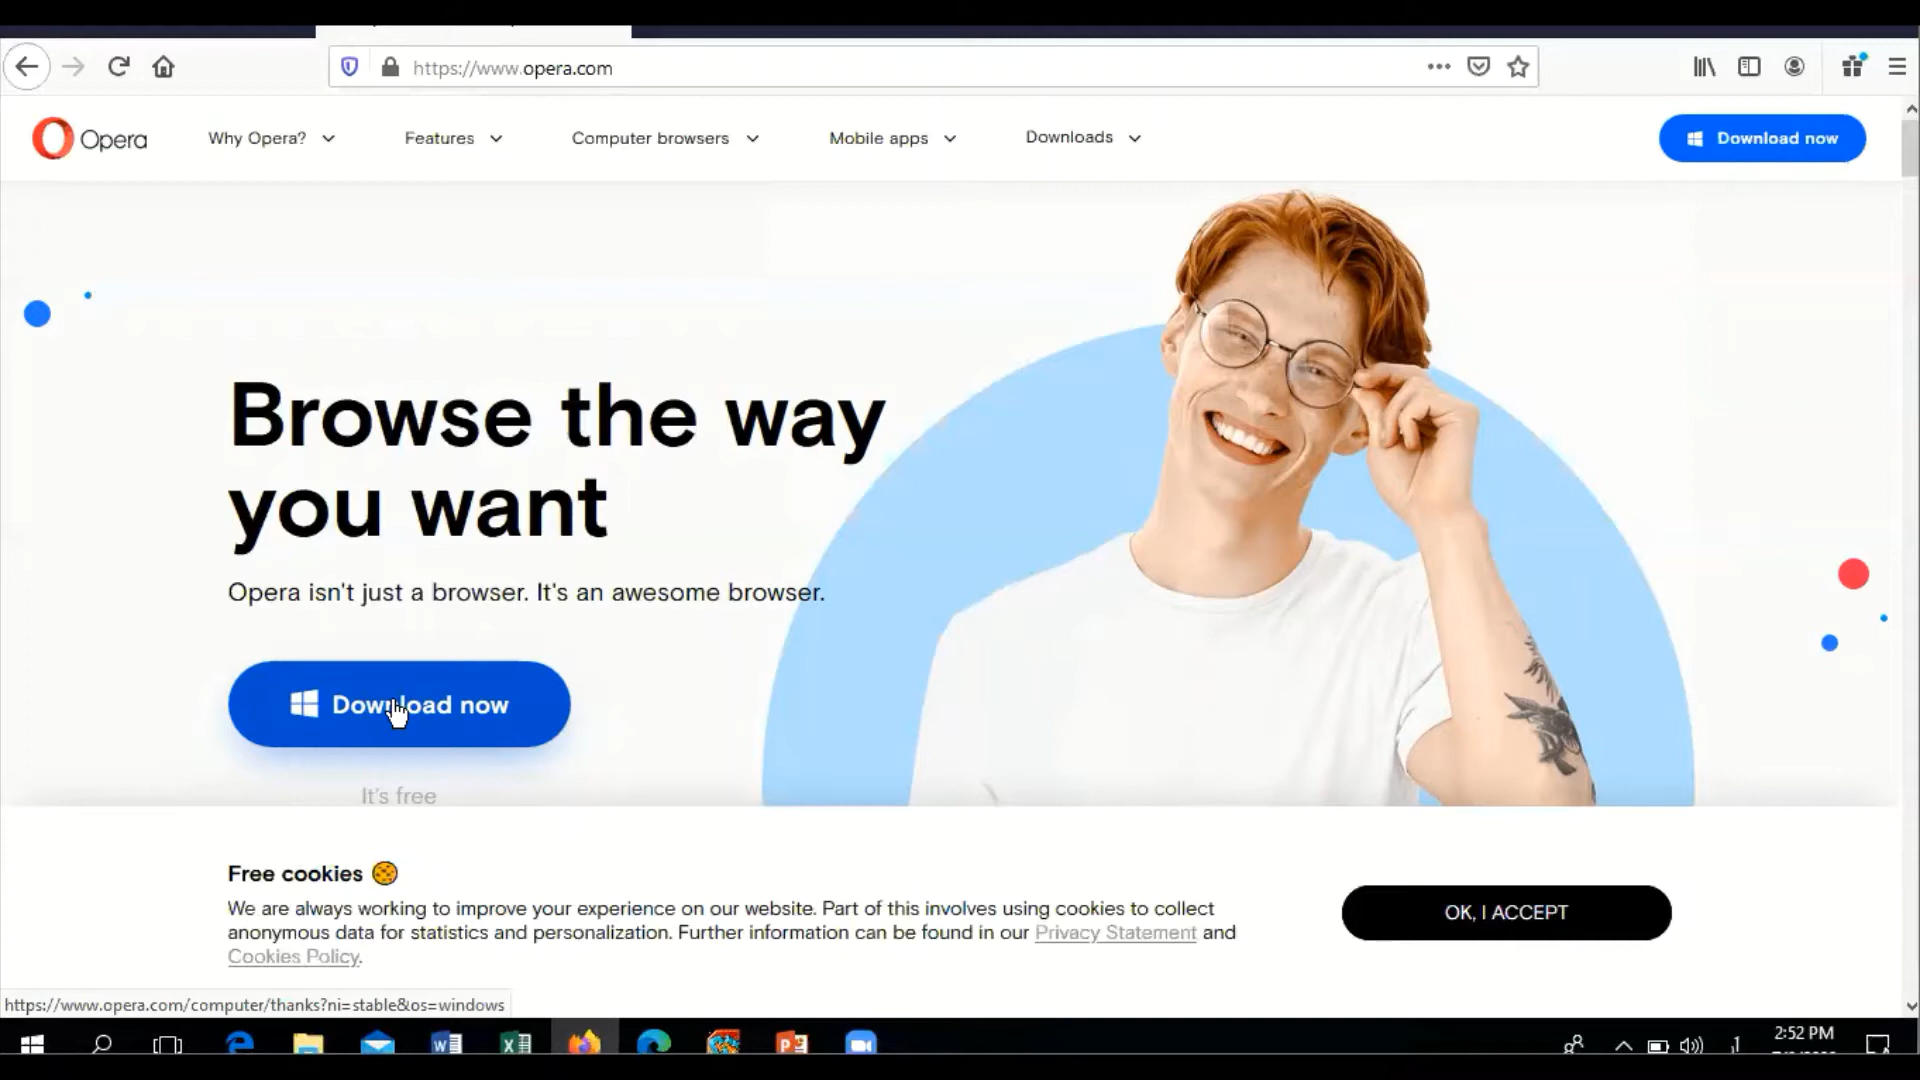 https://www.opera.com
Opera
Why Opera?
Features
Computer browsers
Mobile apps
Downloads
Download now
Browse the way
you want
Opera isn't just a browser. It's an awesome browser.
Download now
It's free
Free cookies
We are always working to improve your experience on our website. Part of this involves using cookies to collect
anonymous data for statistics and personalization. Further information can be found in our Privacy Statement and
Cookies Policy.
OK, I ACCEPT
https://www.opera.com/computer/thanks?ni=stable&os=windows
2:52 PM